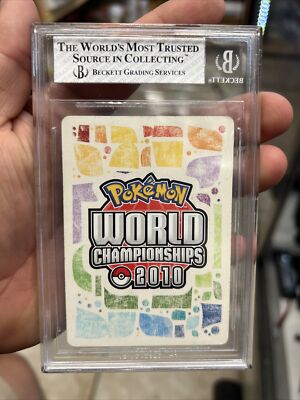 The World's Most Trusted
Source in Collecting™
B Beckett Grading Services
B
BECKETT®
Pokémon
WORLD
CHAMPIONSHIPS
2010